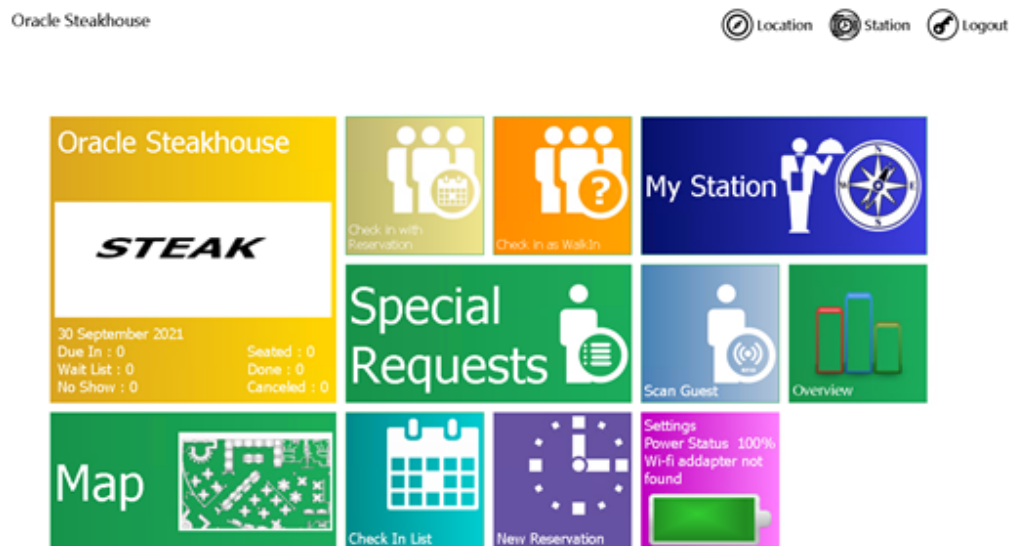 Oracle Steakhouse
Location
Station
Logout
Oracle Steakhouse
STEAK
30 September 2021
Due In : 0
Seated : 0
Wait List : 0
Done : 0
No Show : 0
Canceled : 0
Check in with
Reservation
?
Check in as WalkIn
My Station
N
E
S
W
Special
Requests
Scan Guest
Overview
Map
Check In List
New Reservation
Settings
Power Status 100%
Wi-fi addapter not
found